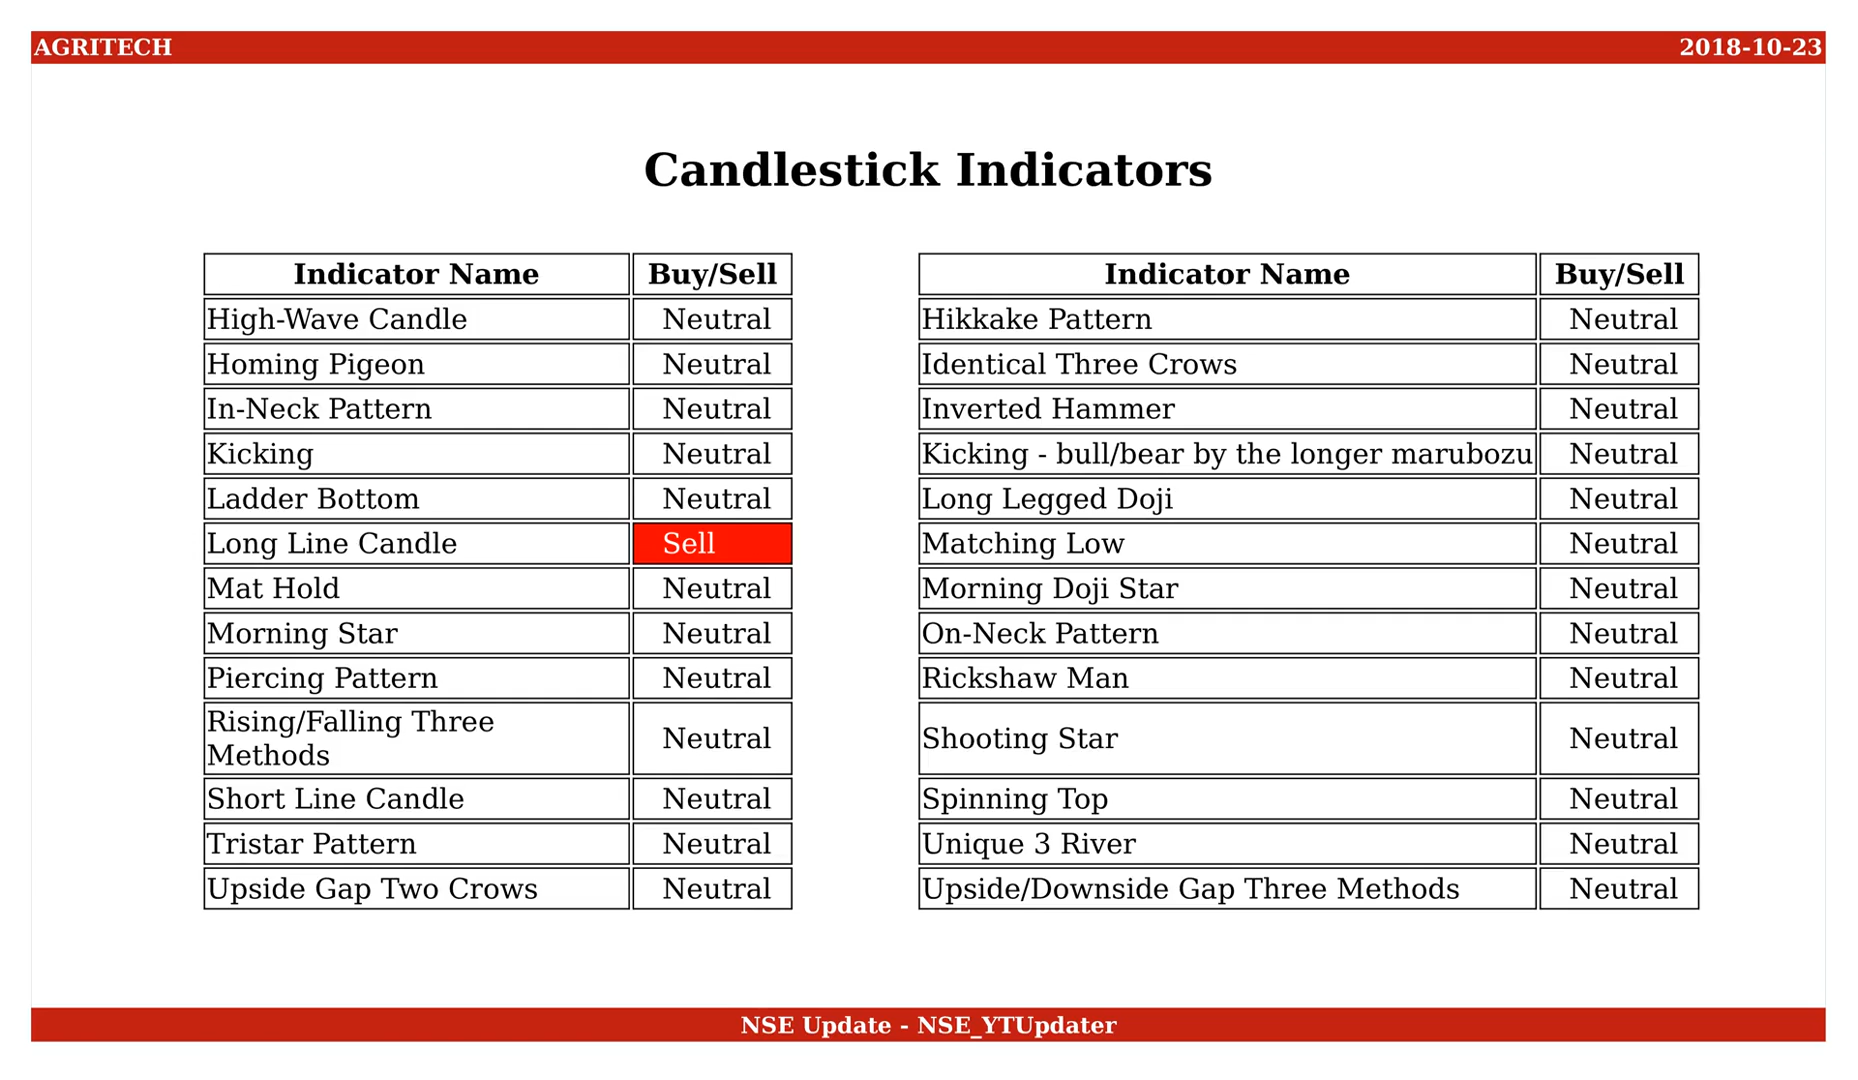 AGRITECH 2018-10-23
Candlestick Indicators
Indicator Name Buy/Sell Indicator Name Buy/Sell
High-Wave Candle Neutral Hikkake Pattern Neutral
Homing Pigeon Neutral Identical Three Crows Neutral
In-Neck Pattern Neutral Inverted Hammer Neutral
Kicking Neutral Kicking - bull/bear by the longer marubozu Neutral
Ladder Bottom Neutral Long Legged Doji Neutral
Long Line Candle Sell Matching Low Neutral
Mat Hold Neutral Morning Doji Star Neutral
Morning Star Neutral On-Neck Pattern Neutral
Piercing Pattern Neutral Rickshaw Man Neutral
Rising/Falling Three
Methods Neutral Shooting Star Neutral
Short Line Candle Neutral Spinning Top Neutral
Tristar Pattern Neutral Unique 3 River Neutral
Upside Gap Two Crows Neutral Upside/Downside Gap Three Methods Neutral
NSE Update - NSE_YTUpdater